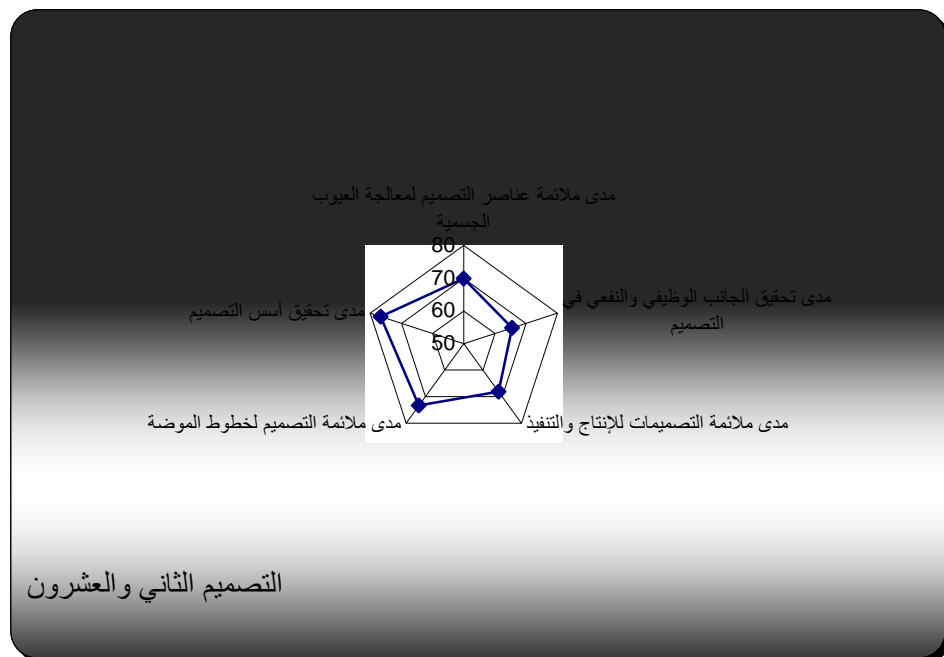 مدى ملائمة عناصر التصميم لمعالجة العيوب
الجسمية
80
70
60
50
مدى تحقيق الجانب الوظيفي والنفعي في
التصميم
مدى تحقيق أسس التصميم
مدى ملائمة التصميمات للإنتاج والتنفيذ
مدى ملائمة التصميم لخطوط الموضة
التصميم الثاني والعشرون